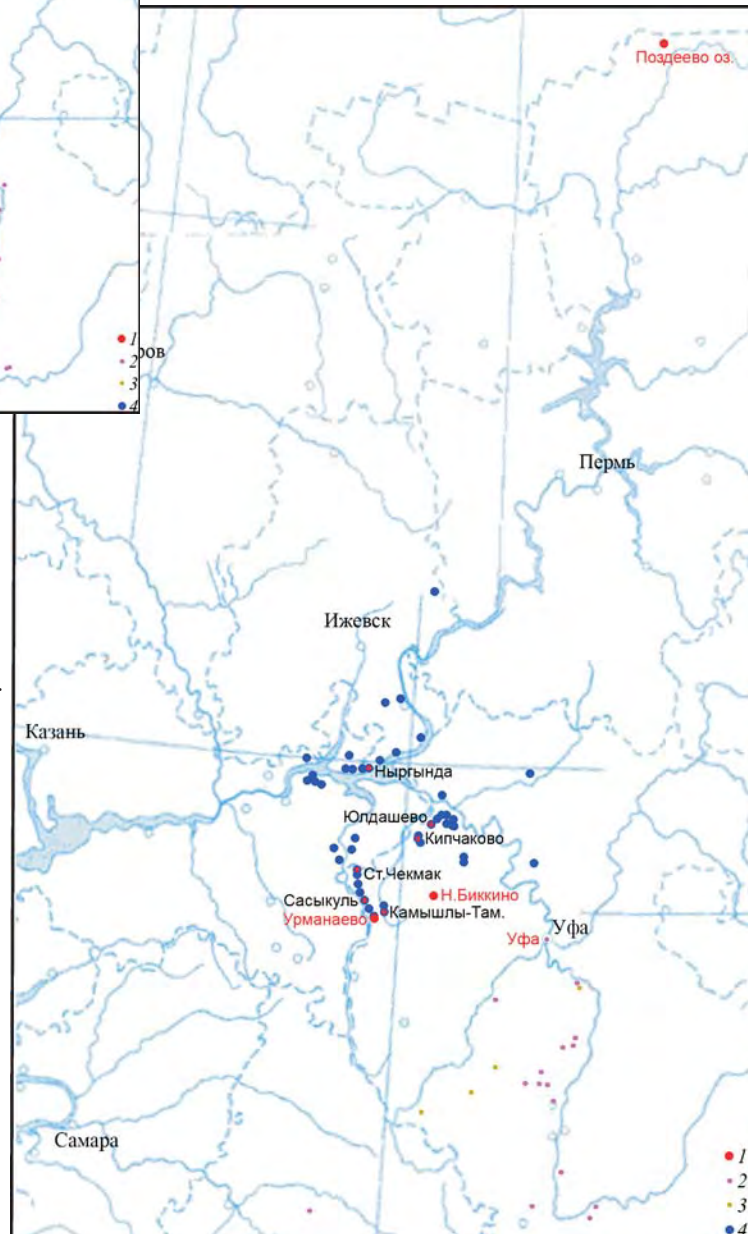 Поздеево оз.
1
2
3
4
ров
Пермь
Ижевск
Казань
Ныргында
Юлдашево
Кипчаково
Ст.Чекмак
Н.Биккино
Сасыкуль
Камышлы-Там.
Урманаево
Уфа
Уфа
Самара
1
2
3
4